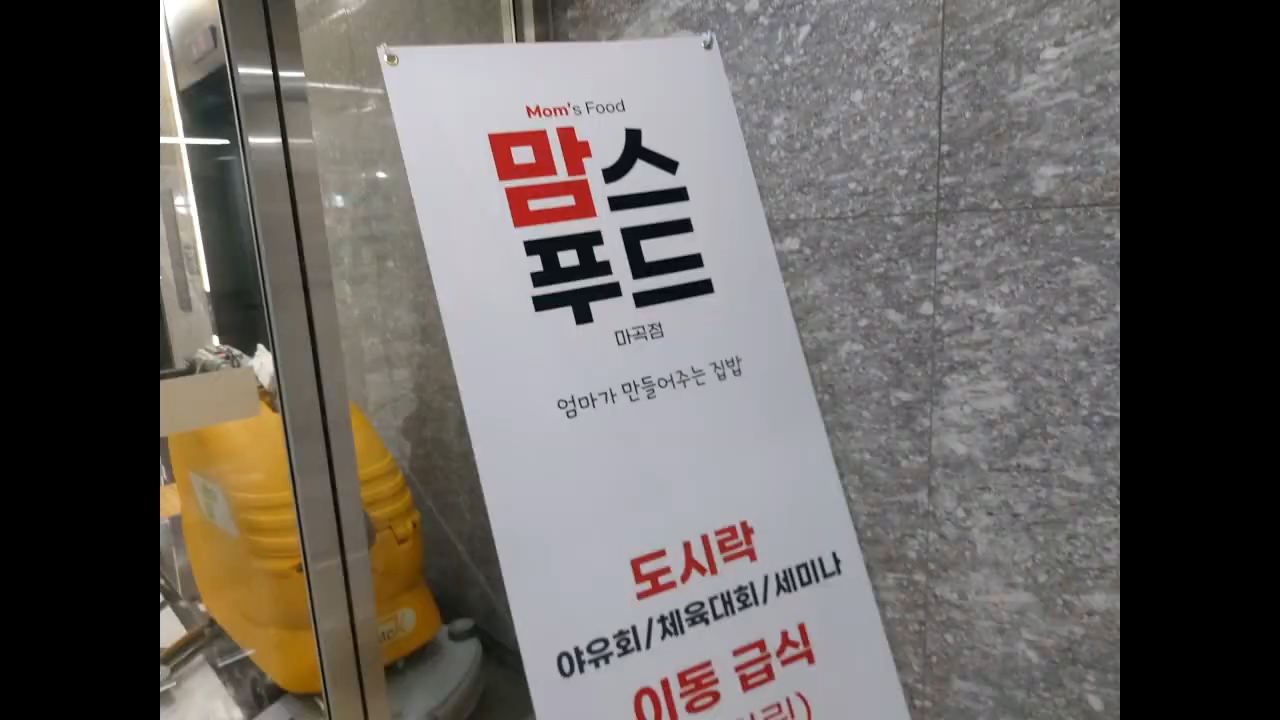 Mom's Food
맘스
푸드
마곡점
엄마가 만들어주는 집밥
도시락
야유회/체육대회/세미나
이동 급식